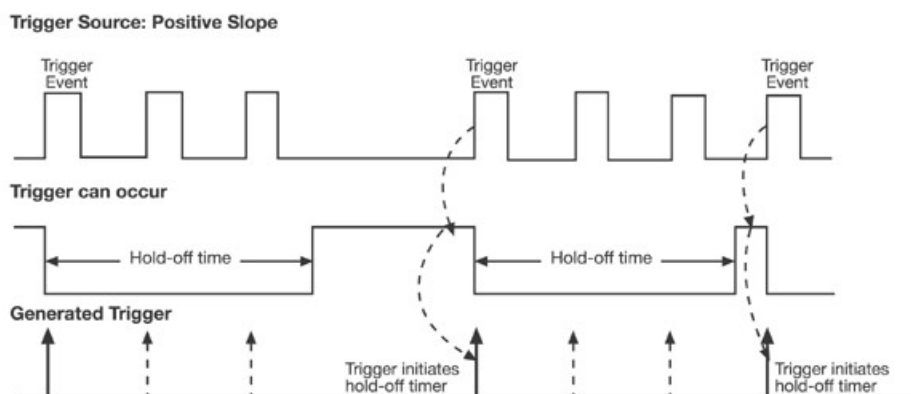 Trigger Source: Positive Slope
Trigger
Event
Trigger
Event
Trigger
Event
Trigger can occur
Hold-off time
Hold-off time
Generated Trigger
Trigger initiates
hold-off timer
Trigger initiates
hold-off timer